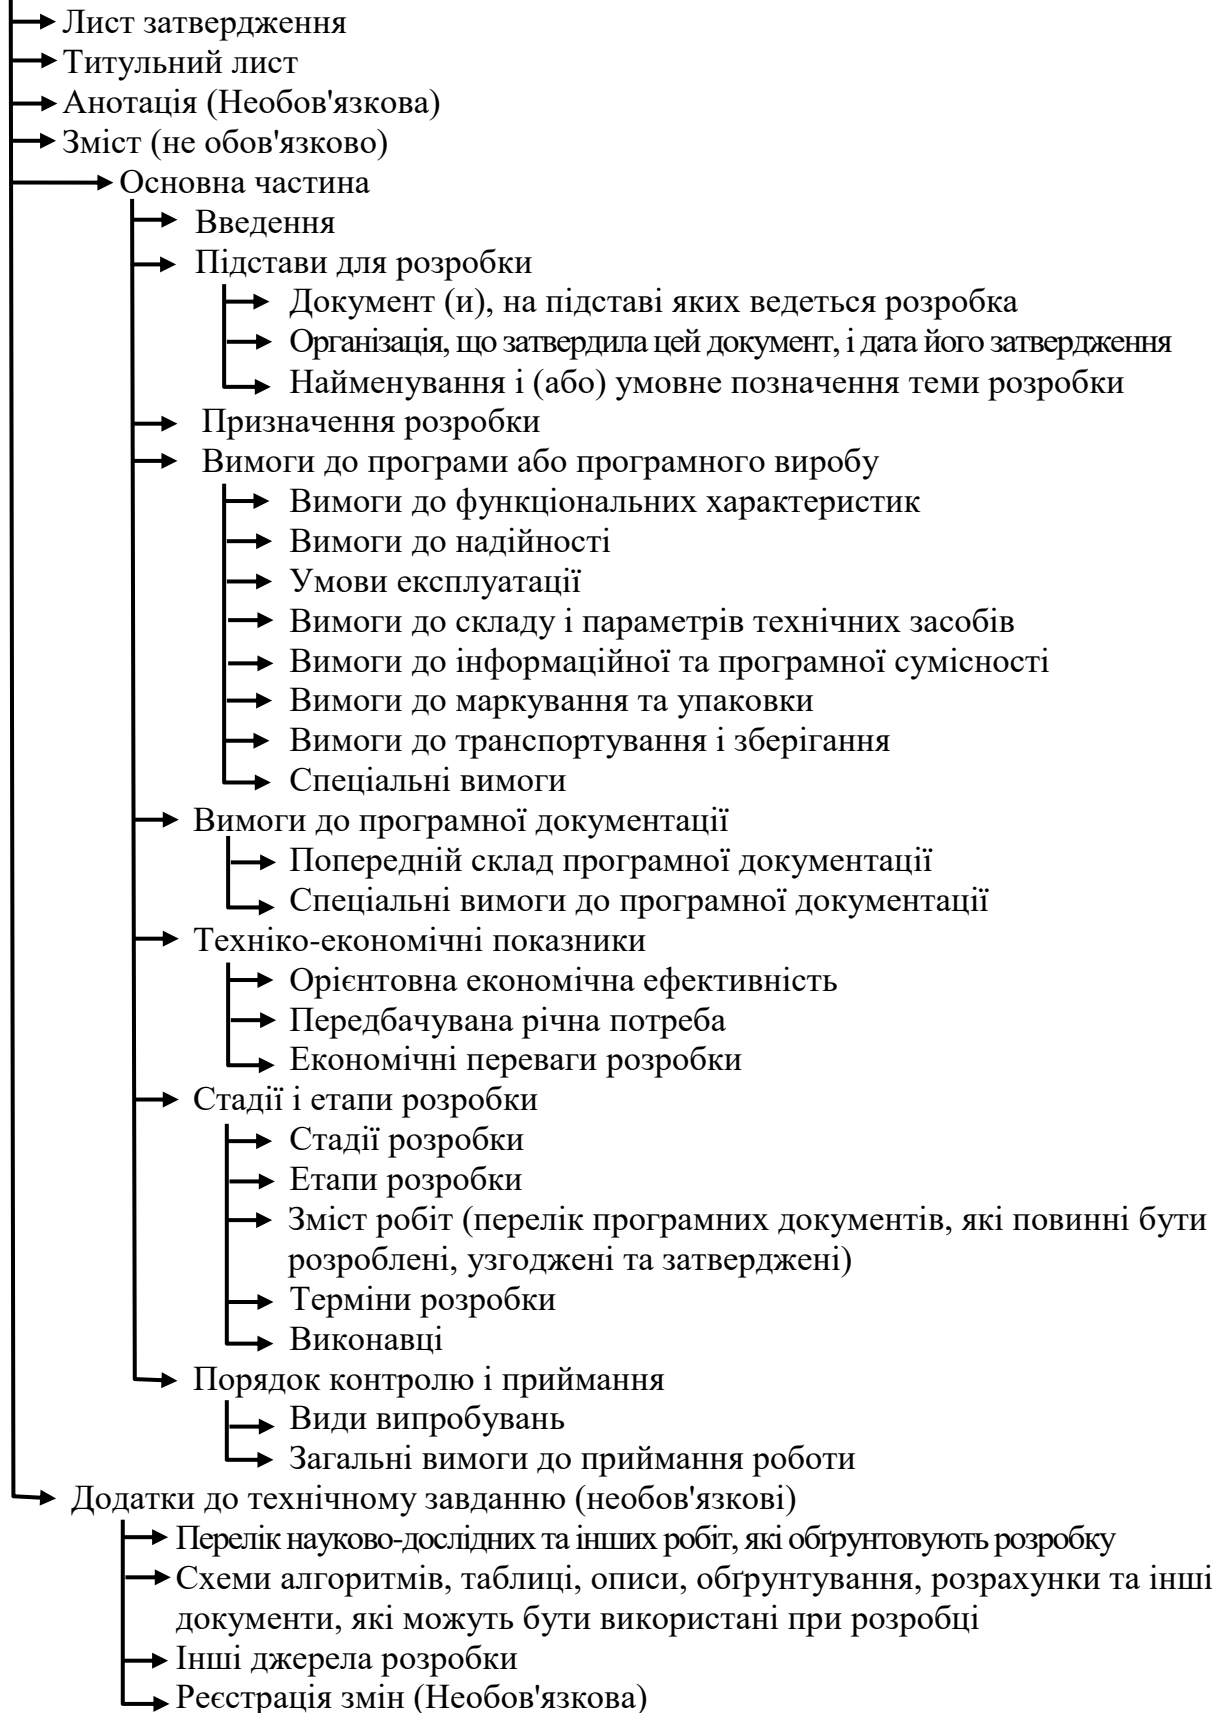 Лист затвердження
Титульний лист
Анотація (Необов'язкова)
Зміст (не обов'язково)
Основна частина
Введення
Підстави для розробки
Документ (и), на підставі яких ведеться розробка
Організація, що затвердила цей документ, і дата його затвердження
Найменування і (або) умовне позначення теми розробки
Призначення розробки
Вимоги до програми або програмного виробу
Вимоги до функціональних характеристик
Вимоги до надійності
Умови експлуатації
Вимоги до складу і параметрів технічних засобів
Вимоги до інформаційної та програмної сумісності
Вимоги до маркування та упаковки
Вимоги до транспортування і зберігання
Спеціальні вимоги
Вимоги до програмної документації
Попередній склад програмної документації
Спеціальні вимоги до програмної документації
Техніко-економічні показники
Орієнтовна економічна ефективність
Передбачувана річна потреба
Економічні переваги розробки
Стадії і етапи розробки
Стадії розробки
Етапи розробки
Зміст робіт (перелік програмних документів, які повинні бути
розроблені, узгоджені та затверджені)
Терміни розробки
Виконавці
Порядок контролю і приймання
Види випробувань
Загальні вимоги до приймання роботи
Додатки до технічному завданню (необов'язкові)
Перелік науково-дослідних та інших робіт, які обґрунтовують розробку
Схеми алгоритмів, таблиці, описи, обґрунтування, розрахунки та інші
документи, які можуть бути використані при розробці
Інші джерела розробки
Реєстрація змін (Необов'язкова)